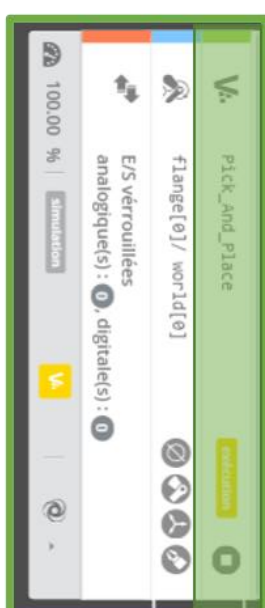 Pick_And_Place exécution
flange[0]/ world[0]
E/S vérrouillées
analogique(s) : 0, digitale(s) : 0
100.00 % simulation